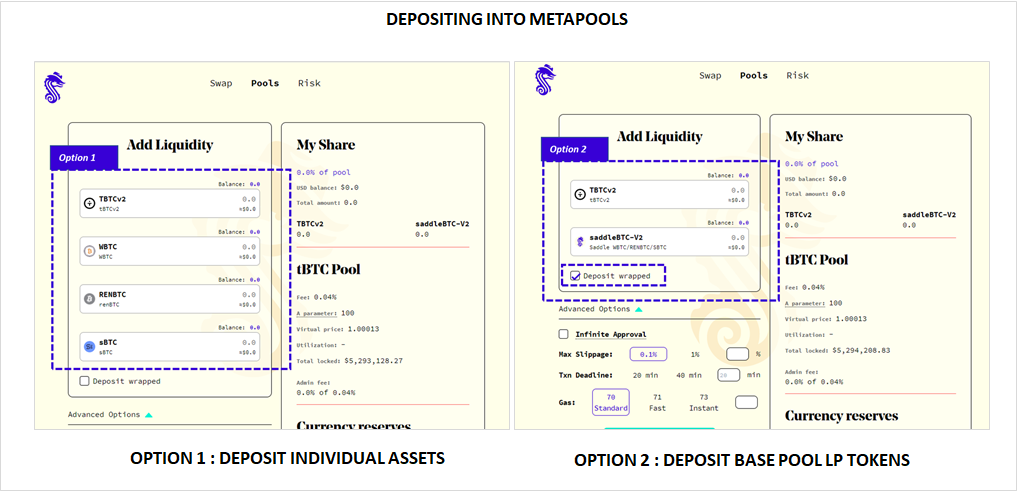 DEPOSITING INTO METAPOOLS
Swap Pools Risk
Option 1
Add Liquidity
Balance: 0.0
TBTCv2 0.0
tBTCv2 ≈$0.0
Balance: 0.0
WBTC 0.0
WBTC ≈$0.0
Balance: 0.0
RENBTC 0.0
renBTC ≈$0.0
Balance: 0.0
sBTC 0.0
sBTC ≈$0.0
Deposit wrapped
Advanced Options
My Share
0.0% of pool
USD balance: $0.0
Total amount: 0.0
TBTCv2 saddleBTC-V2
0.0 0.0
tBTC Pool
Fee: 0.04%
A parameter: 100
Virtual price: 1.00013
Utilization: -
Total locked: $5,293,128.27
Admin fee:
0.0% of 0.04%
Currency reserves
OPTION 1 : DEPOSIT INDIVIDUAL ASSETS
Swap Pools Risk
Option 2
Add Liquidity
Balance: 0.0
TBTCv2 0.0
tBTCv2 ≈$0.0
Balance: 0.0
saddleBTC-V2 0.0
Saddle WBTC/RENBTC/SBTC ≈$0.0
Deposit wrapped
Advanced Options
Infinite Approval
Max Slippage: 0.1% 1% %
Txn Deadline: 20 min 40 min 20 min
Gas: 70 Standard 71 Fast 73 Instant
My Share
0.0% of pool
USD balance: $0.0
Total amount: 0.0
TBTCv2 saddleBTC-V2
0.0 0.0
tBTC Pool
Fee: 0.04%
A parameter: 100
Virtual price: 1.00013
Utilization: -
Total locked: $5,294,208.83
Admin fee:
0.0% of 0.04%
Currency reserves
OPTION 2 : DEPOSIT BASE POOL LP TOKENS